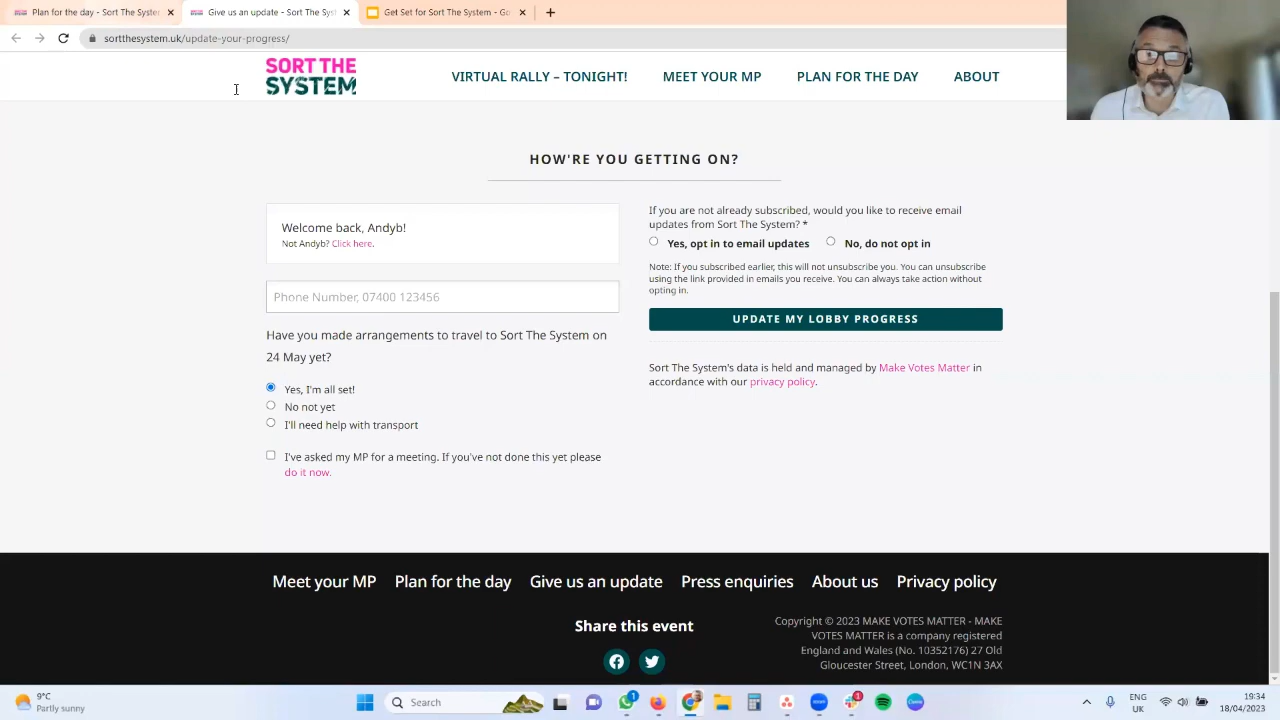 Plan for the day - Sort The System
Give us an update - Sort The Syst
Get Set for Sort The System - Go
sortthesystem.uk/update-your-progress/
SORT THE
SYSTEM
VIRTUAL RALLY – TONIGHT!
MEET YOUR MP
PLAN FOR THE DAY
ABOUT
HOW'RE YOU GETTING ON?
Welcome back, Andyb!
Not Andyb? Click here.
Phone Number, 07400 123456
Have you made arrangements to travel to Sort The System on
24 May yet?
Yes, I'm all set!
No not yet
I'll need help with transport
I've asked my MP for a meeting. If you've not done this yet please
do it now.
If you are not already subscribed, would you like to receive email
updates from Sort The System? *
Yes, opt in to email updates
No, do not opt in
Note: If you subscribed earlier, this will not unsubscribe you. You can unsubscribe
using the link provided in emails you receive. You can always take action without
opting in.
UPDATE MY LOBBY PROGRESS
Sort The System's data is held and managed by Make Votes Matter in
accordance with our privacy policy.
Meet your MP
Plan for the day
Give us an update
Press enquiries
About us
Privacy policy
Share this event
Copyright © 2023 MAKE VOTES MATTER - MAKE
VOTES MATTER is a company registered
England and Wales (No. 10352176) 27 Old
Gloucester Street, London, WC1N 3AX
9°C
Partly sunny
Search
1
1
ENG
UK
19:34
18/04/2023